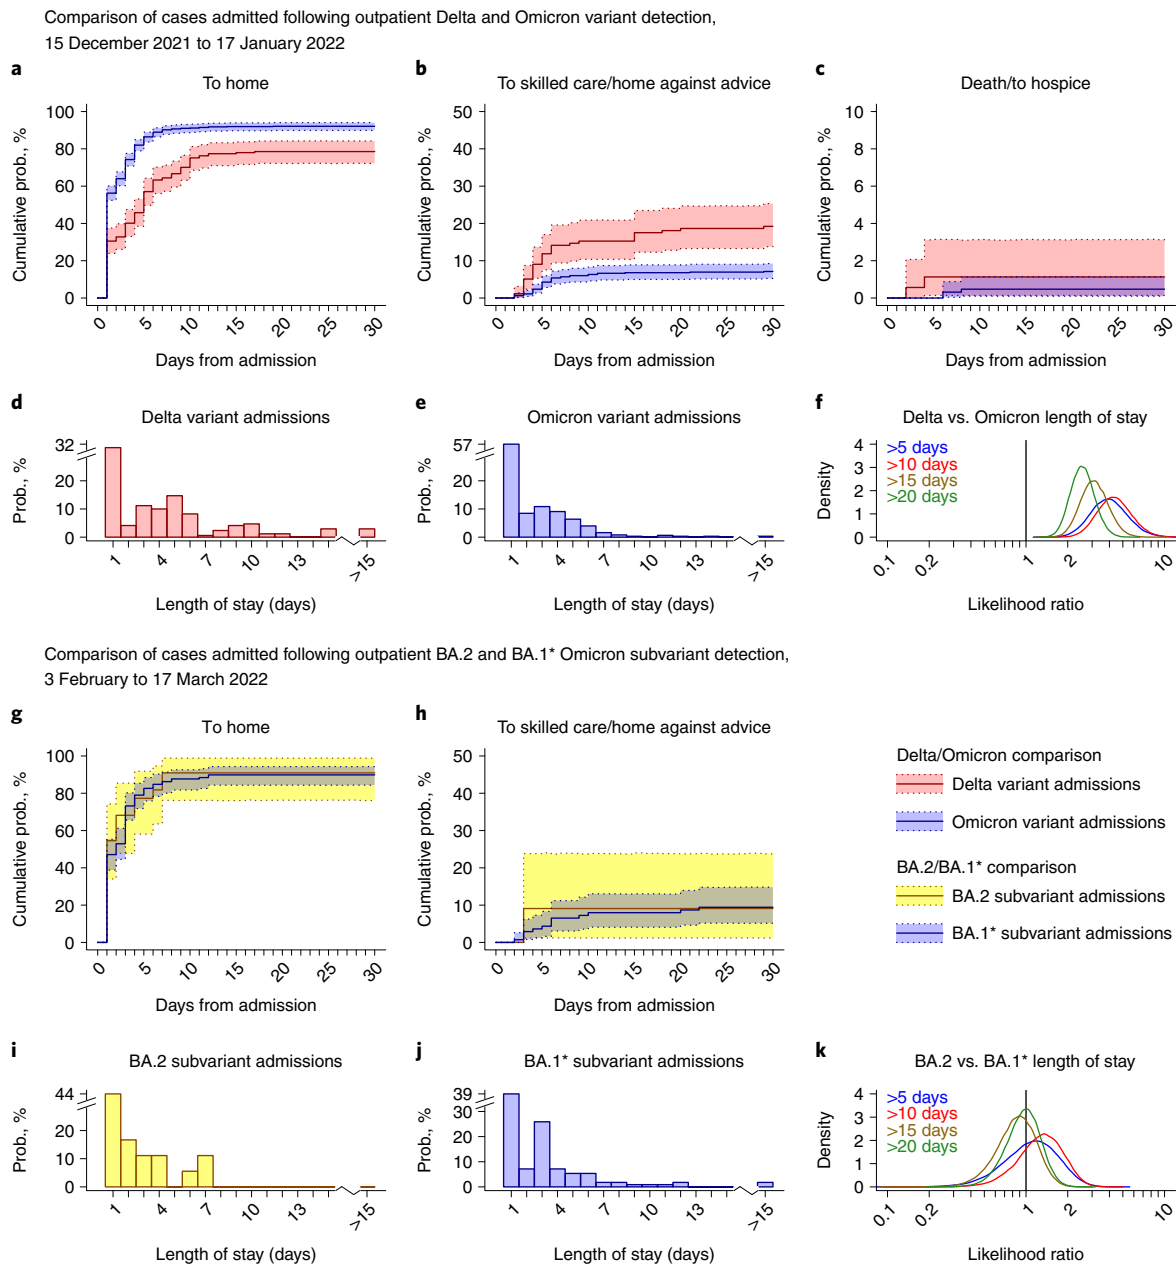 Comparison of cases admitted following outpatient Delta and Omicron variant detection,
15 December 2021 to 17 January 2022
a
To home
Cumulative prob., %
100
80
60
40
20
0
0 5 10 15 20 25 30
Days from admission
b
To skilled care/home against advice
Cumulative prob., %
50
40
30
20
10
0
0 5 10 15 20 25 30
Days from admission
c
Death/to hospice
Cumulative prob., %
10
8
6
4
2
0
0 5 10 15 20 25 30
Days from admission
d
Delta variant admissions
Prob., %
32
20
10
0
1 4 7 10 13 >15
Length of stay (days)
e
Omicron variant admissions
Prob., %
57
20
10
0
1 4 7 10 13 >15
Length of stay (days)
f
Delta vs. Omicron length of stay
Density
4
3
2
1
0
>5 days
>10 days
>15 days
>20 days
0.1 0.2 1 2 10
Likelihood ratio
Comparison of cases admitted following outpatient BA.2 and BA.1* Omicron subvariant detection,
3 February to 17 March 2022
g
To home
Cumulative prob., %
100
80
60
40
20
0
0 5 10 15 20 25 30
Days from admission
h
To skilled care/home against advice
Cumulative prob., %
50
40
30
20
10
0
0 5 10 15 20 25 30
Days from admission
Delta/Omicron comparison
Delta variant admissions
Omicron variant admissions
BA.2/BA.1* comparison
BA.2 subvariant admissions
BA.1* subvariant admissions
i
BA.2 subvariant admissions
Prob., %
44
20
10
0
1 4 7 10 13 >15
Length of stay (days)
j
BA.1* subvariant admissions
Prob., %
39
30
20
10
0
1 4 7 10 13 >15
Length of stay (days)
k
BA.2 vs. BA.1* length of stay
Density
4
3
2
1
0
>5 days
>10 days
>15 days
>20 days
0.1 0.2 1 2 10
Likelihood ratio